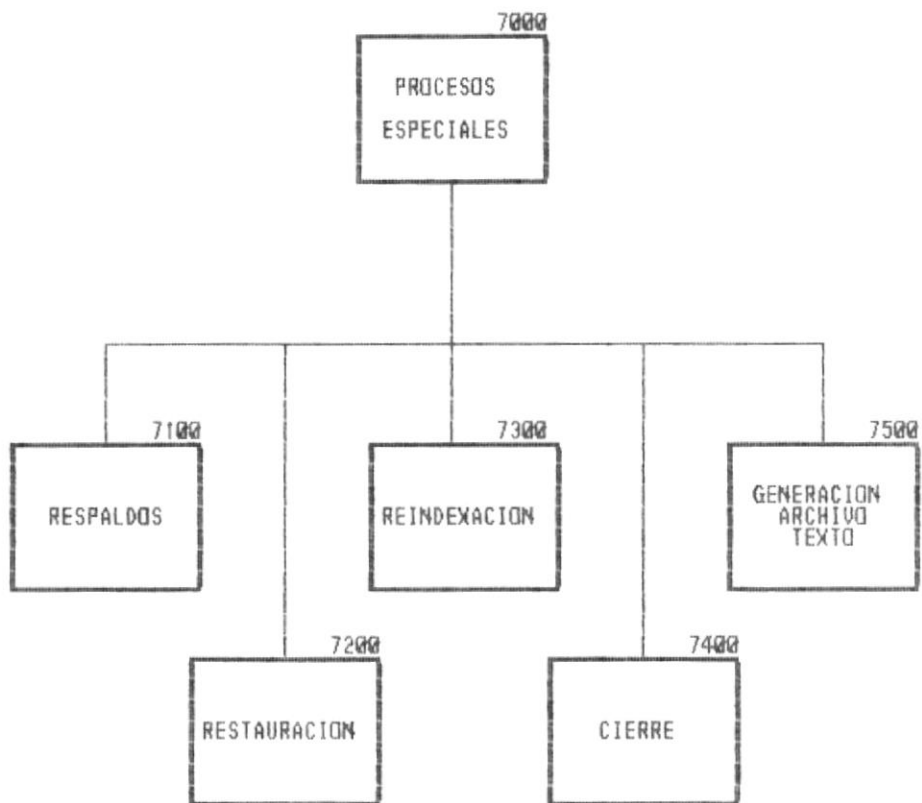 7000
PROCESOS
ESPECIALES
7100
RESPALDOS
7300
REINDEXACION
7500
GENERACION
ARCHIVO
TEXTO
7200
RESTAURACION
7400
CIERRE